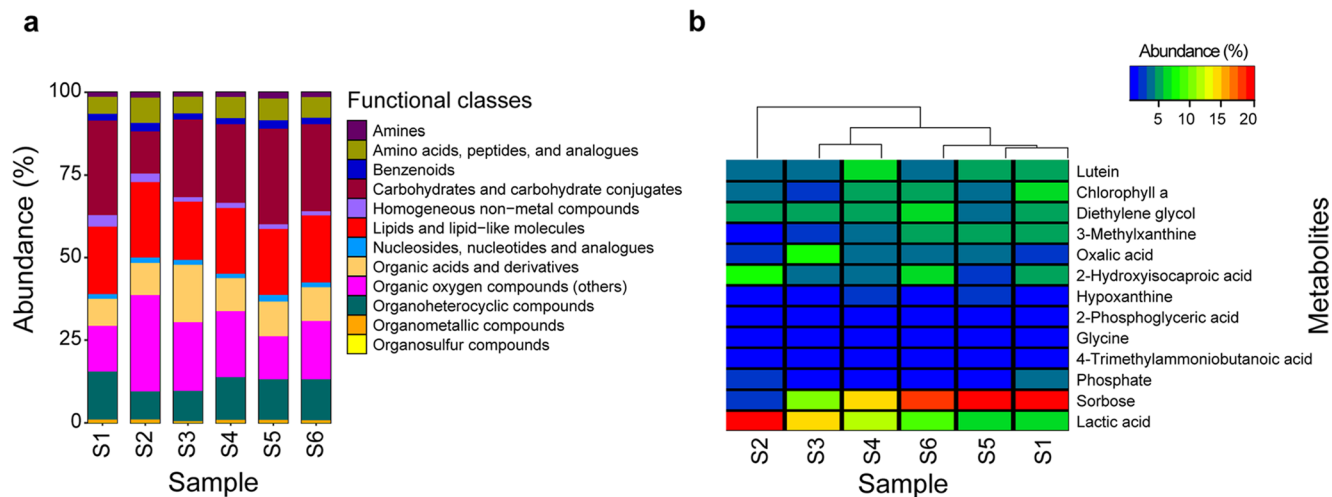 a
100
75
50
25
0
Abundance (%)
S1 S2 S3 S4 S5 S6
Sample
Functional classes
Amines
Amino acids, peptides, and analogues
Benzenoids
Carbohydrates and carbohydrate conjugates
Homogeneous non−metal compounds
Lipids and lipid−like molecules
Nucleosides, nucleotides and analogues
Organic acids and derivatives
Organic oxygen compounds (others)
Organoheterocyclic compounds
Organometallic compounds
Organosulfur compounds
b
Abundance (%)
5 10 15 20
Lutein
Chlorophyll a
Diethylene glycol
3-Methylxanthine
Oxalic acid
2-Hydroxyisocaproic acid
Hypoxanthine
2-Phosphoglyceric acid
Glycine
4-Trimethylammoniobutanoic acid
Phosphate
Sorbose
Lactic acid
Metabolites
S2 S3 S4 S6 S5 S1
Sample